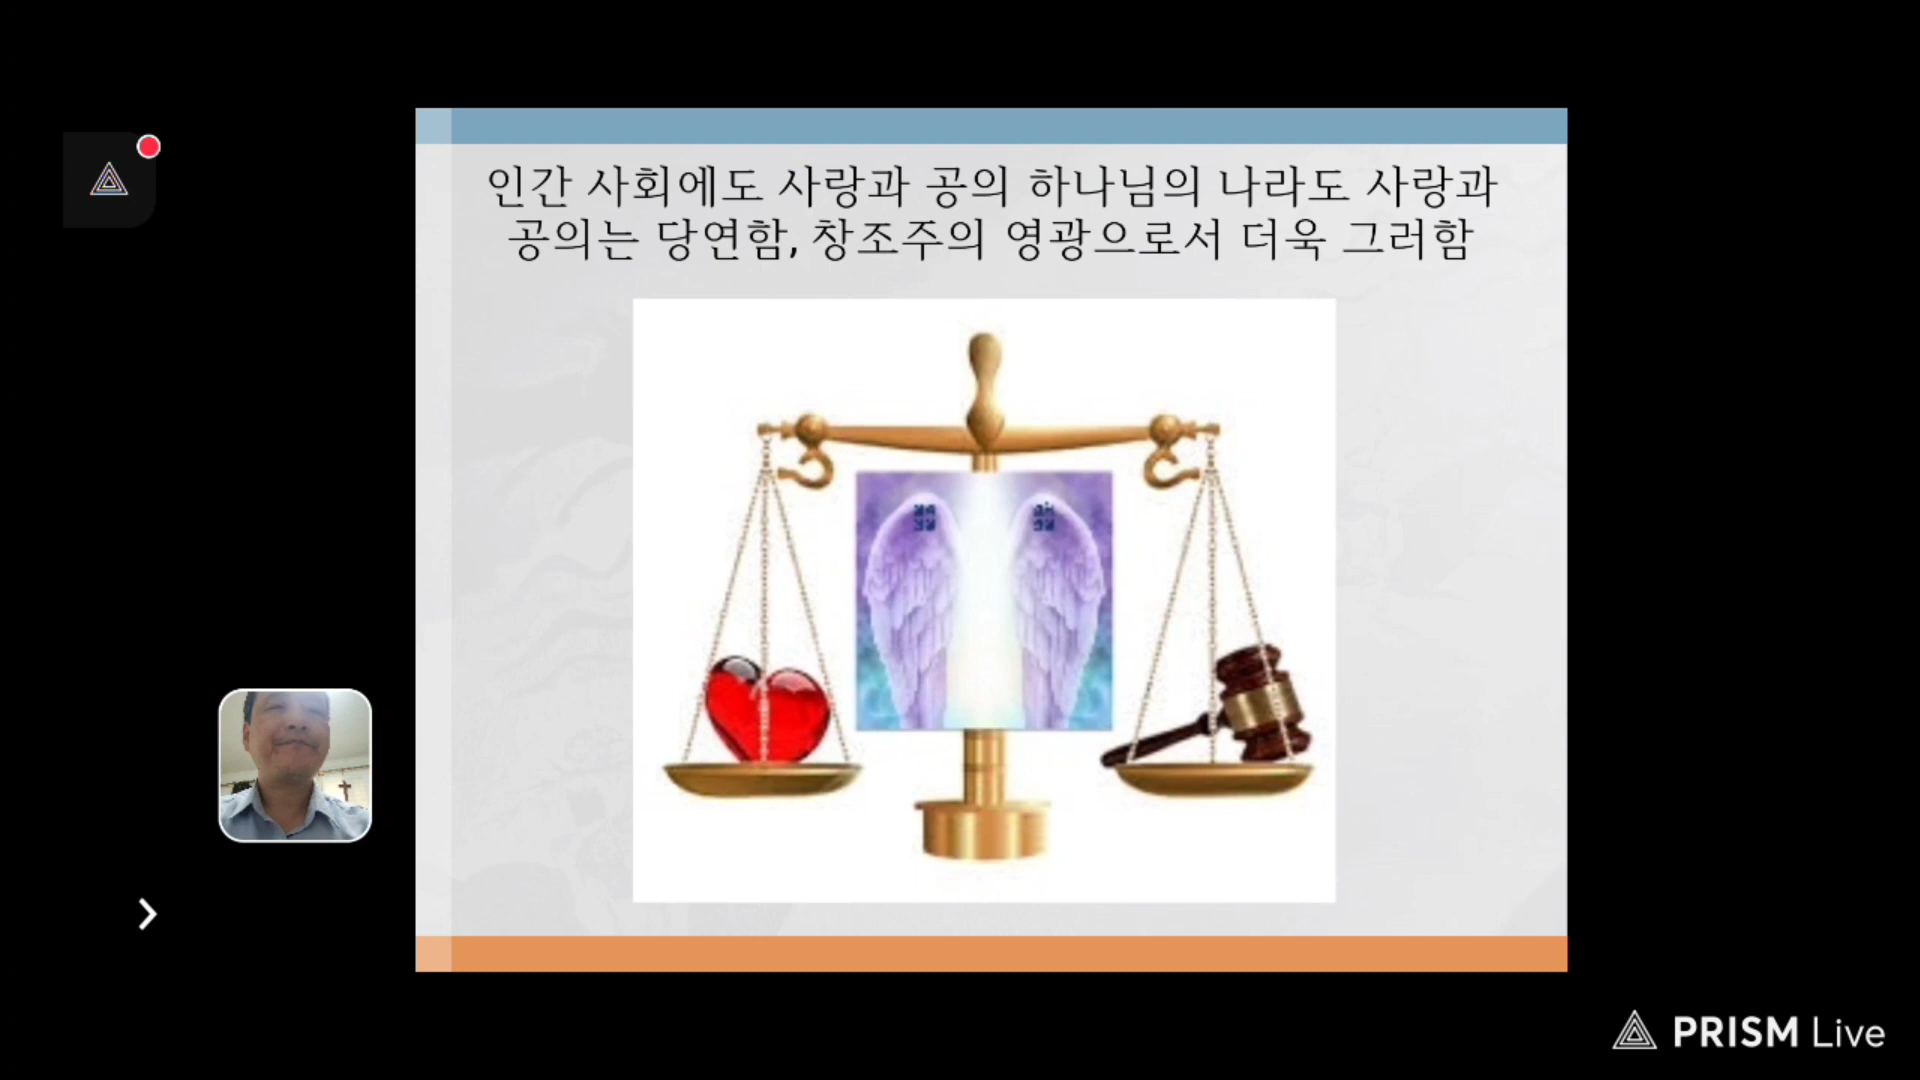 인간 사회에도 사랑과 공의 하나님의 나라도 사랑과
공의는 당연함, 창조주의 영광으로서 더욱 그러함
PRISM Live